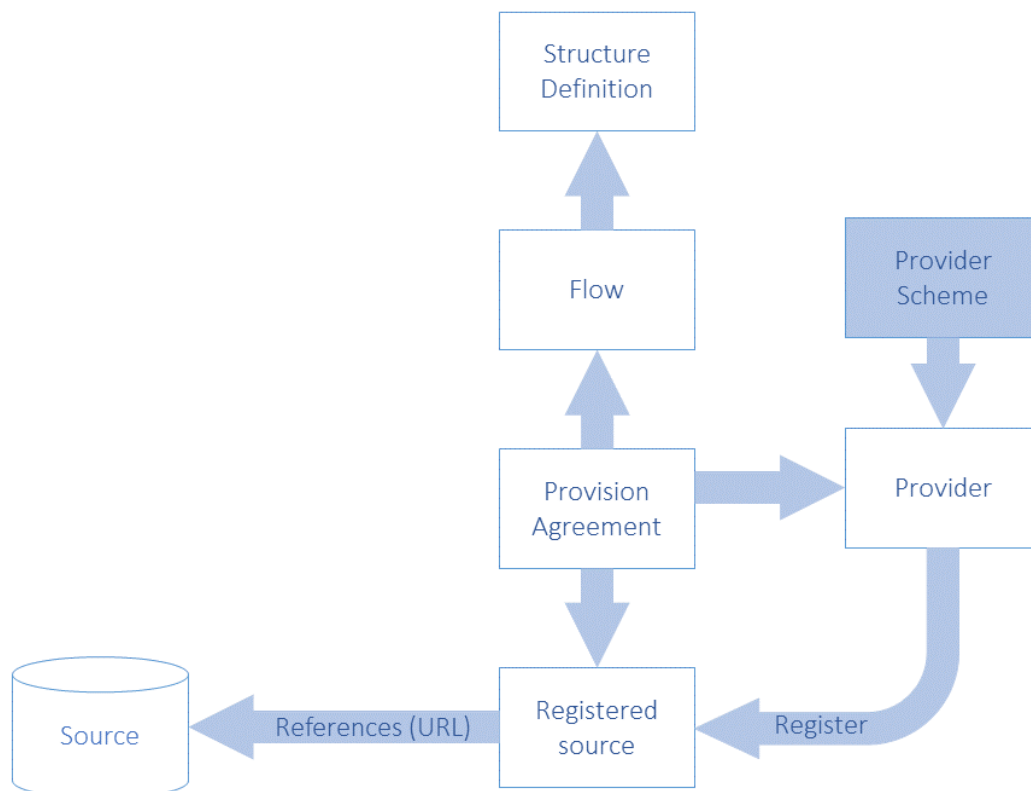 Structure
Definition
Flow
Provider
Scheme
Provision
Agreement
Provider
Source
References (URL)
Registered
source
Register